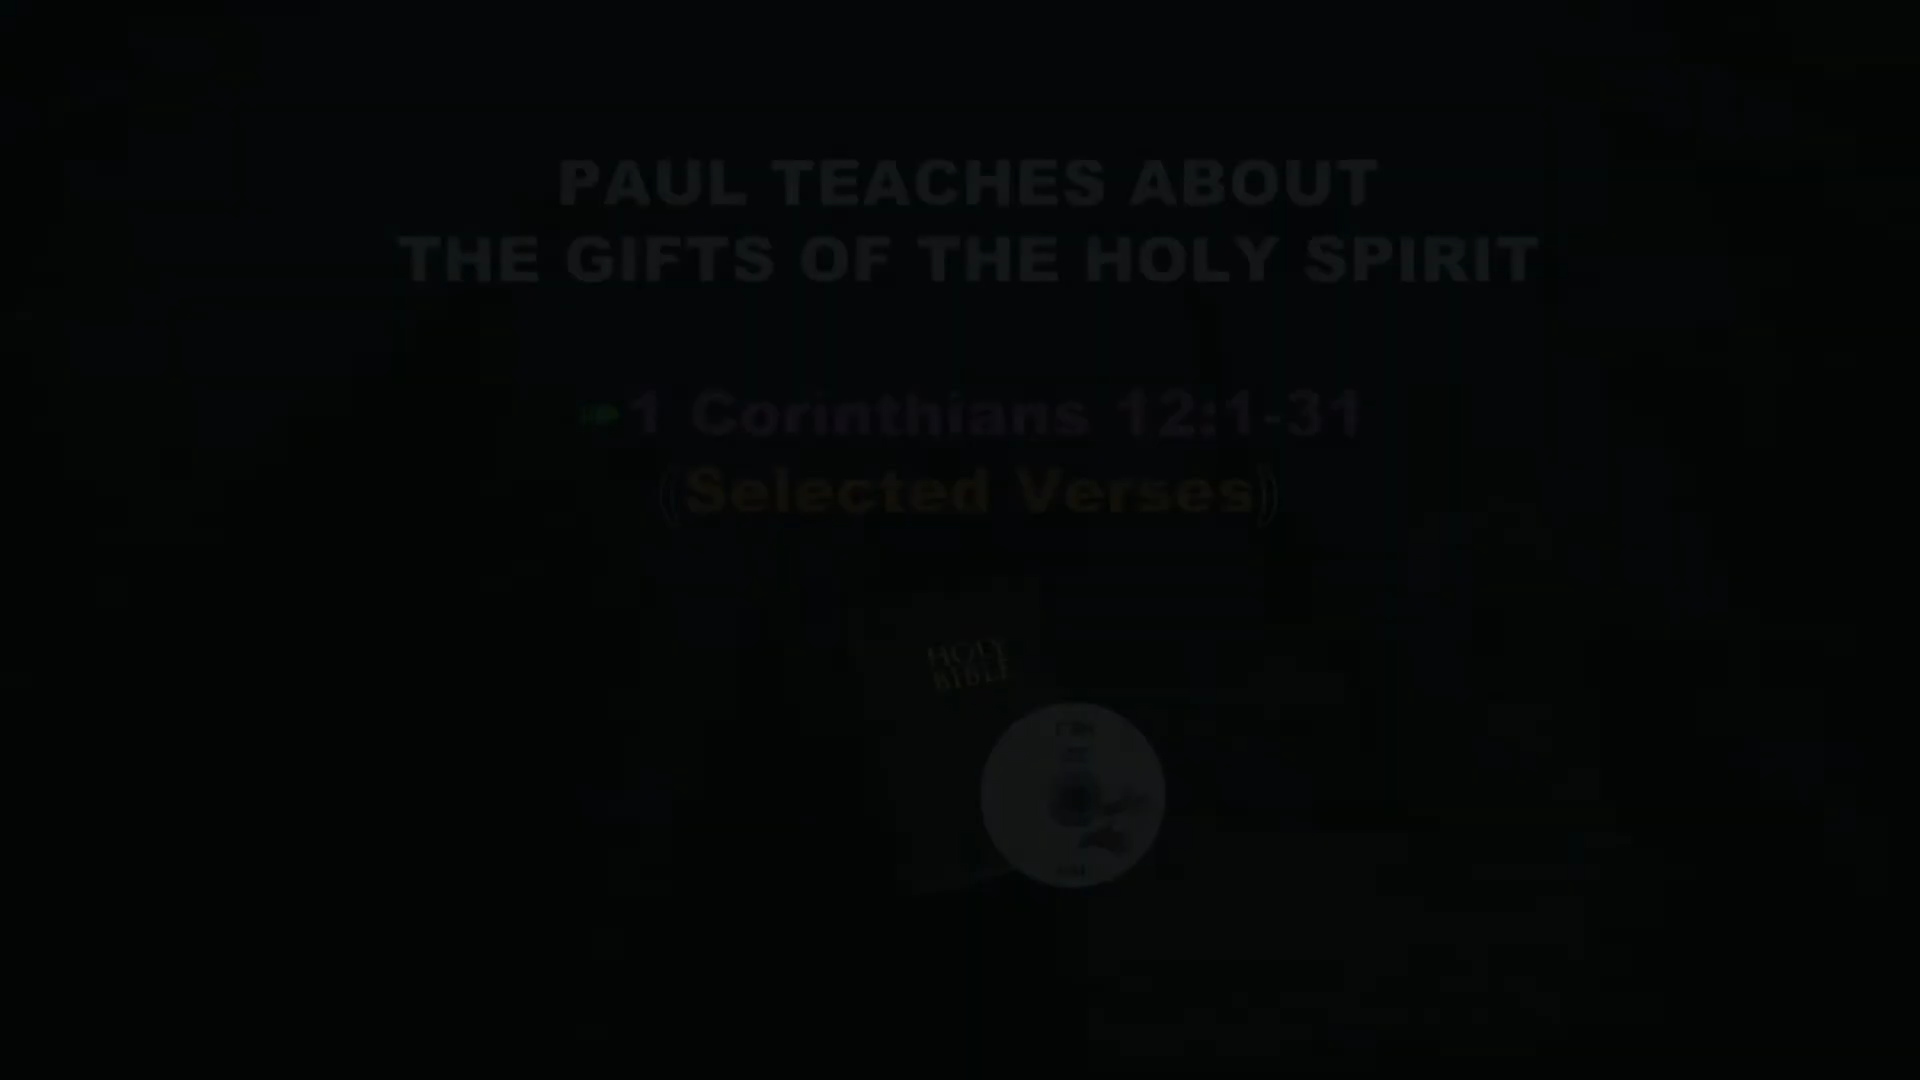 PAUL TEACHES ABOUT
THE GIFTS OF THE HOLY SPIRIT
1 Corinthians 12:1-31
(Selected Verses)
HOLY
BIBLE